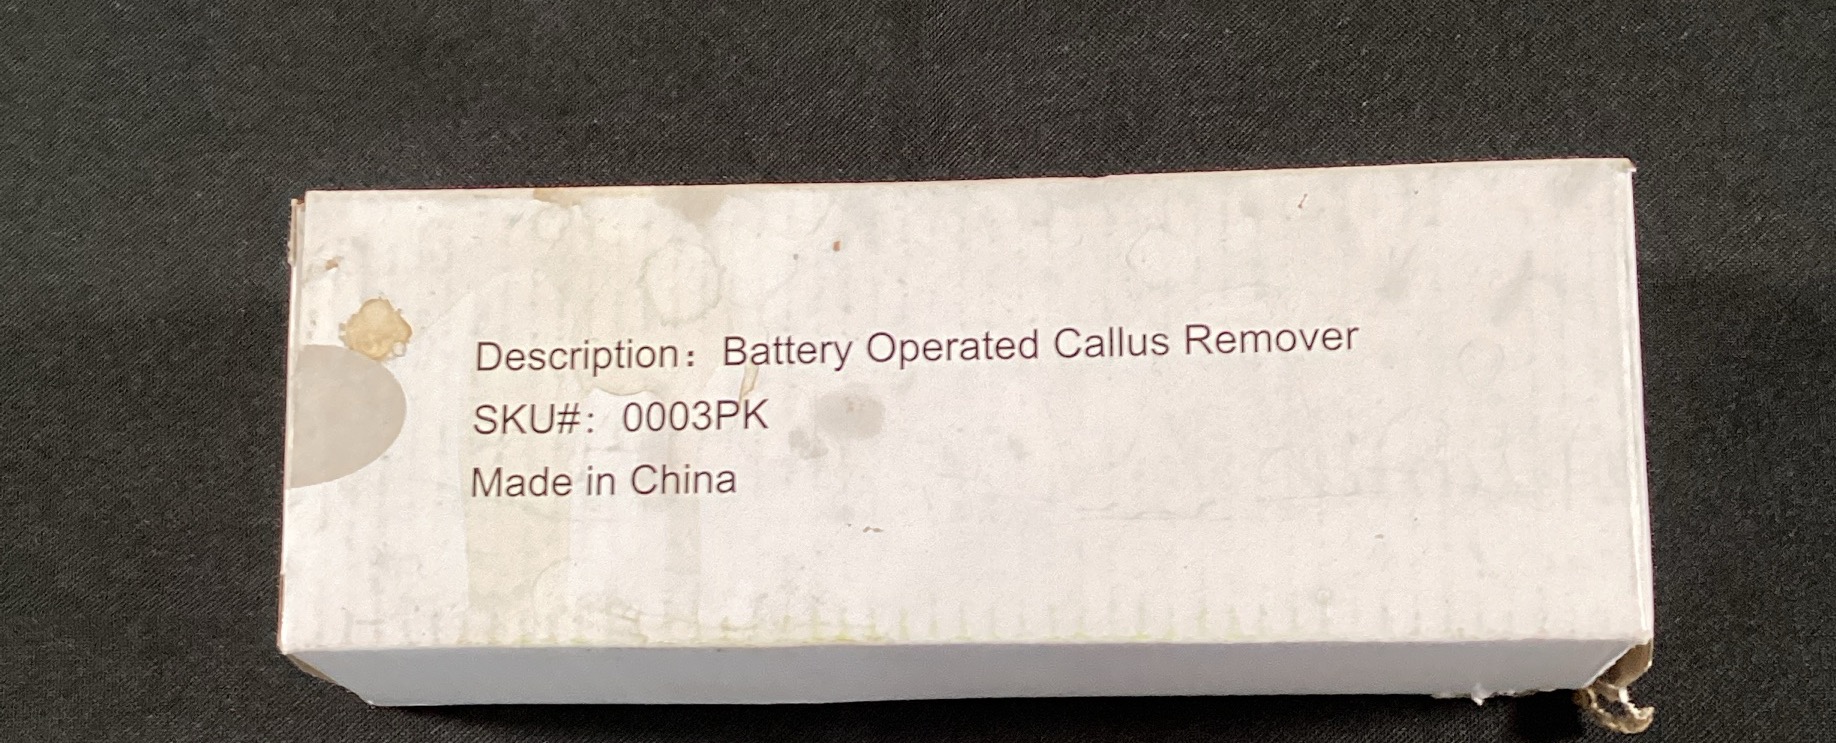 Description: Battery Operated Callus Remover
SKU#: 0003PK
Made in China